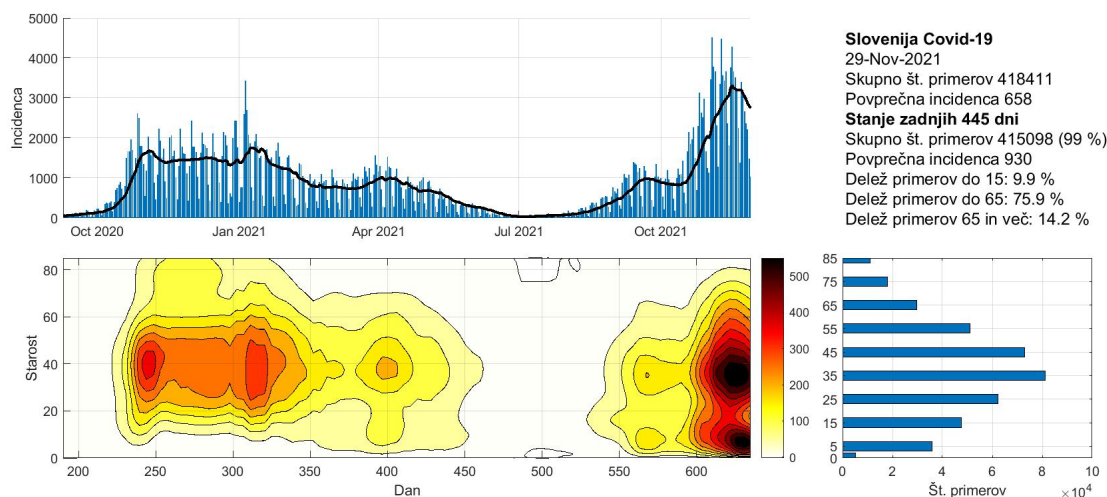 5000
4000
3000
2000
1000
0
Incidenca
Oct 2020
Jan 2021
Apr 2021
Jul 2021
Oct 2021
Slovenija Covid-19
29-Nov-2021
Skupno št. primerov 418411
Povprečna incidenca 658
Stanje zadnjih 445 dni
Skupno št. primerov 415098 (99 %)
Povprečna incidenca 930
Delež primerov do 15: 9.9 %
Delež primerov do 65: 75.9 %
Delež primerov 65 in več: 14.2 %
80
60
40
20
0
Starost
200
250
300
350
400
450
500
550
600
Dan
500
400
300
200
100
0
85
75
65
55
45
35
25
15
5
0
0
2
4
6
8
10
Št. primerov
×10⁴